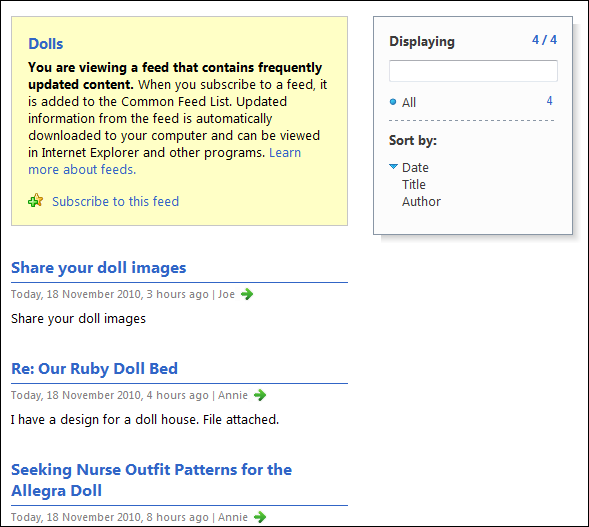 Dolls
You are viewing a feed that contains frequently
updated content. When you subscribe to a feed, it
is added to the Common Feed List. Updated
information from the feed is automatically
downloaded to your computer and can be viewed
in Internet Explorer and other programs. Learn
more about feeds.
Subscribe to this feed
Displaying 4 / 4
All 4
Sort by:
Date
Title
Author
Share your doll images
Today, 18 November 2010, 3 hours ago | Joe
Share your doll images
Re: Our Ruby Doll Bed
Today, 18 November 2010, 4 hours ago | Annie
I have a design for a doll house. File attached.
Seeking Nurse Outfit Patterns for the
Allegra Doll
Today, 18 November 2010, 8 hours ago | Annie